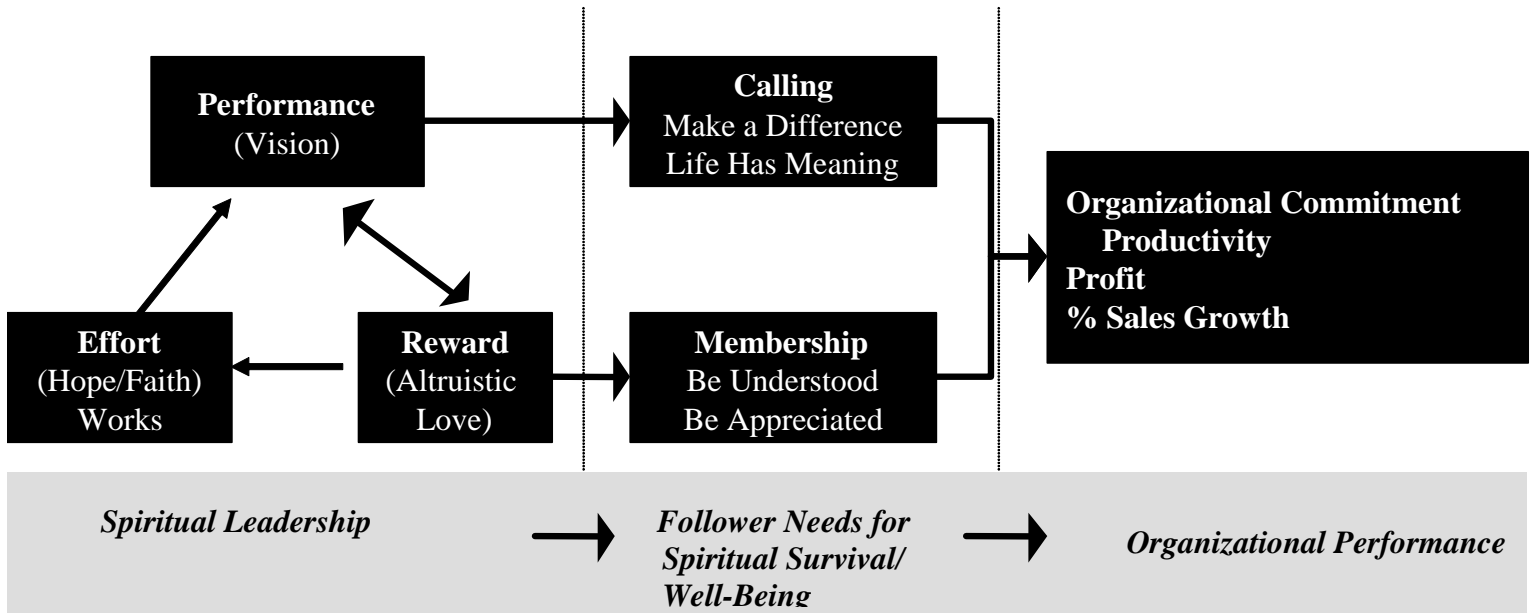 Performance
(Vision)
Calling
Make a Difference
Life Has Meaning
Organizational Commitment
Productivity
Profit
% Sales Growth
Effort
(Hope/Faith)
Works
Reward
(Altruistic
Love)
Membership
Be Understood
Be Appreciated
Spiritual Leadership
Follower Needs for
Spiritual Survival/
Well-Being
Organizational Performance